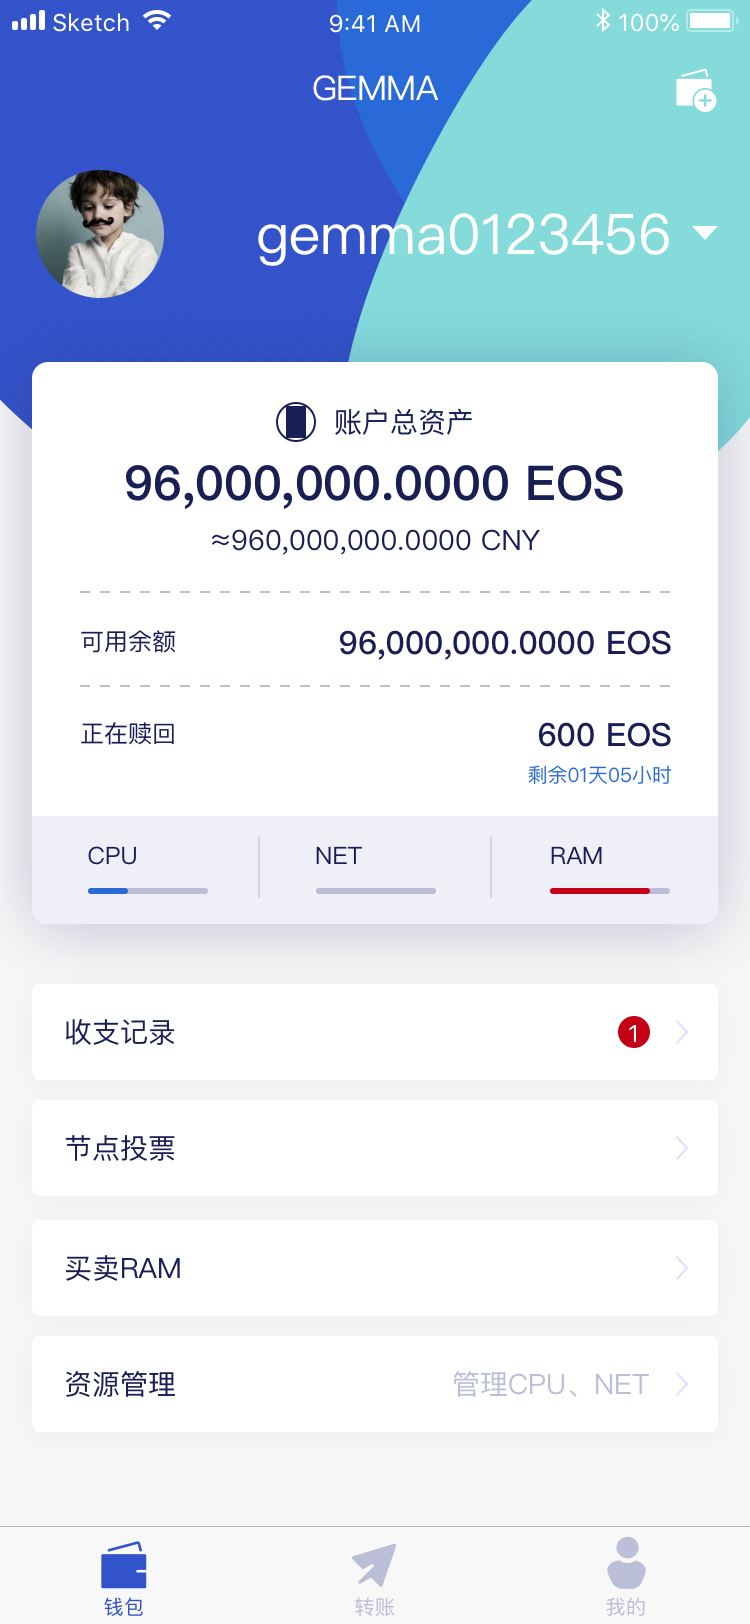 Sketch 9:41 AM 100%
GEMMA
gemma0123456
账户总资产
96,000,000.0000 EOS
≈960,000,000.0000 CNY
可用余额 96,000,000.0000 EOS
正在赎回 600 EOS
剩余01天05小时
CPU NET RAM
收支记录 1
节点投票
买卖RAM
资源管理 管理CPU、NET
钱包 转账 我的